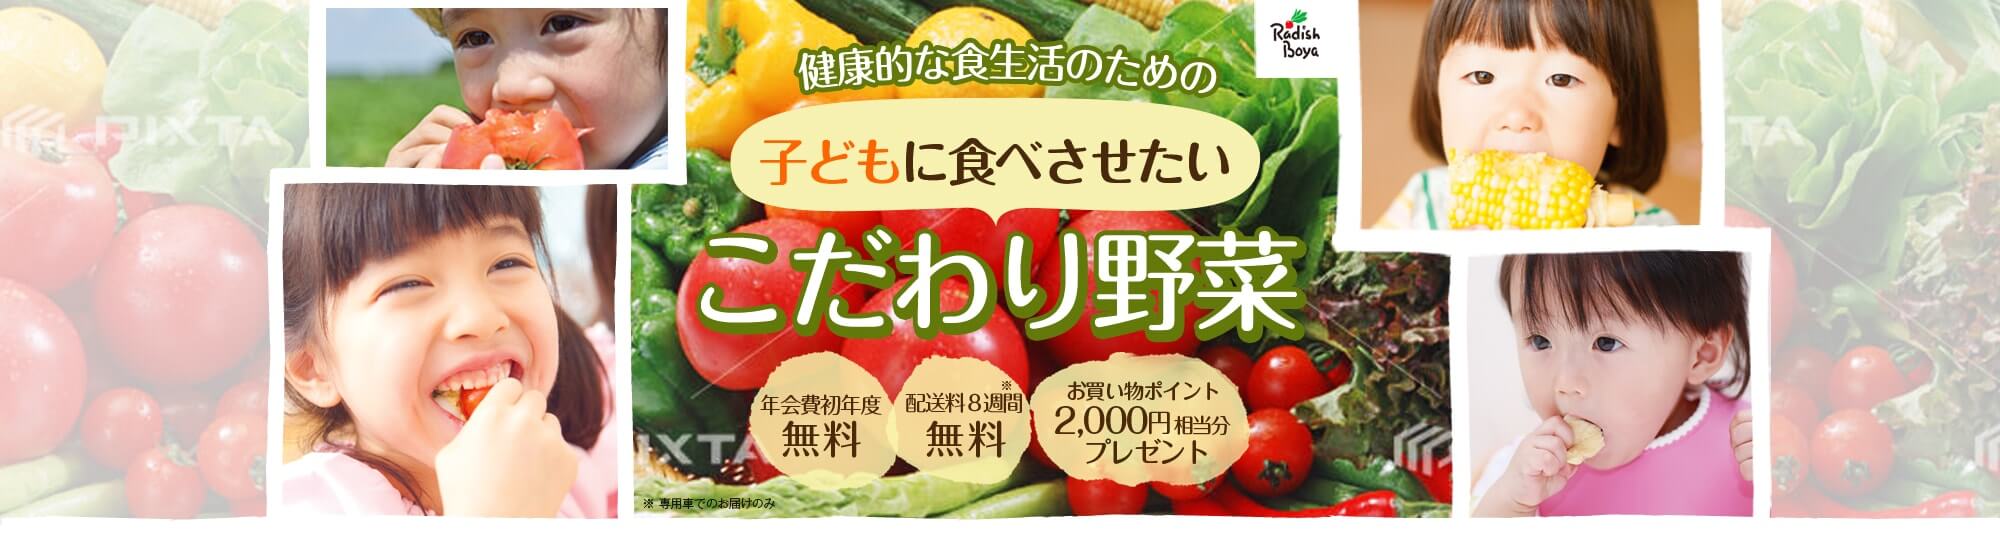 健康的な食生活のための
Radish
Boya
子どもに食べさせたい
こだわり野菜
年会費初年度
無料
配送料8週間※
無料
お買い物ポイント
2,000円相当分
プレゼント
※ 専用車でのお届けのみ
PIXTA
PIXTA
PIXTA